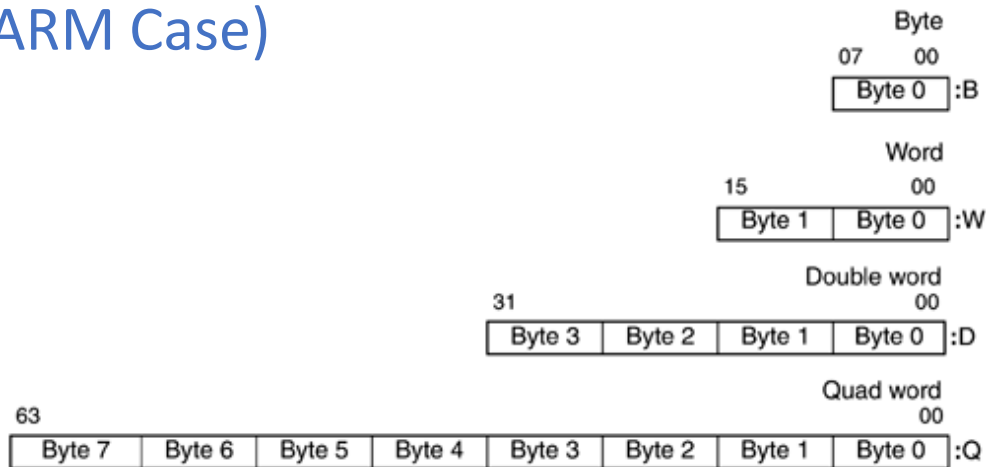 ARM Case)
Byte
07 00
Byte 0 :B
Word
15 00
Byte 1 Byte 0 :W
Double word
31 00
Byte 3 Byte 2 Byte 1 Byte 0 :D
Quad word
63 00
Byte 7 Byte 6 Byte 5 Byte 4 Byte 3 Byte 2 Byte 1 Byte 0 :Q